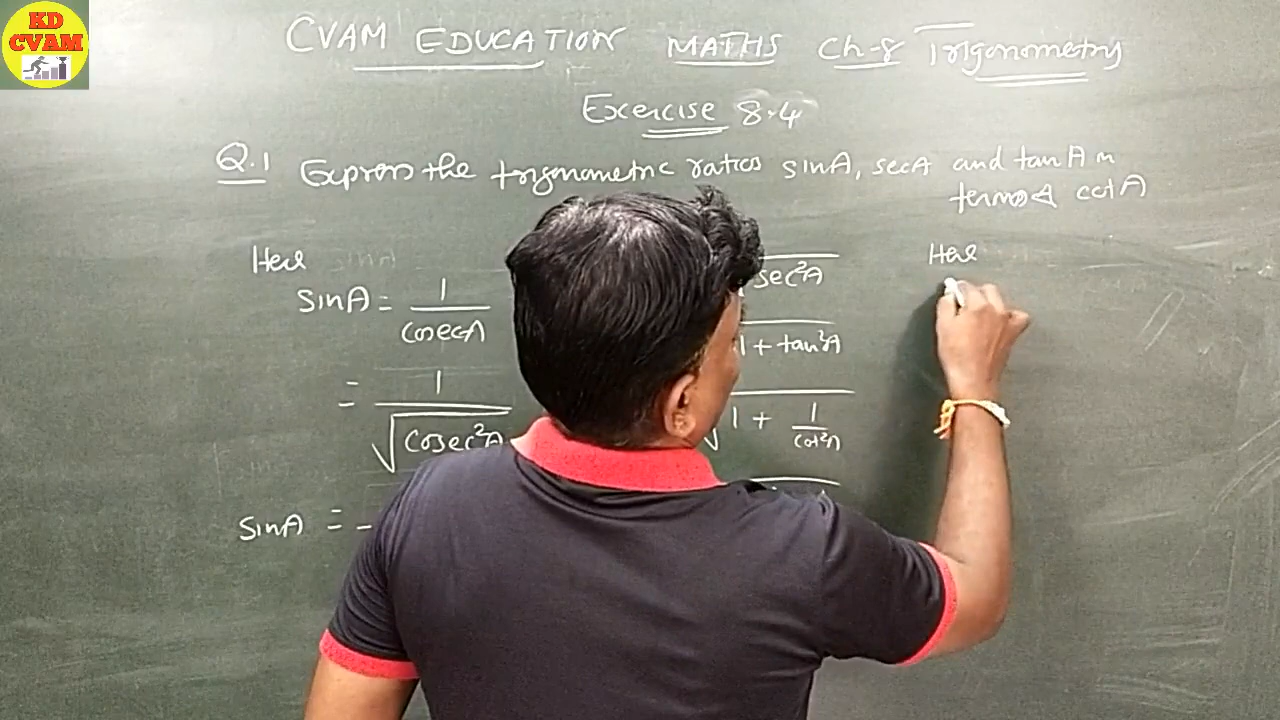 KD
CVAM
CVAM EDUCATION MATHS Ch-8 Trigonometry
Excercise 8.4
Q.1 Express the trigonometric ratios sinA, secA and tanA in
terms of cotA
Here
sinA = 1/cosecA
= 1/√cosec²A
sinA =
sec²A
1 + tan²A
√1 + 1/cot²A
Here